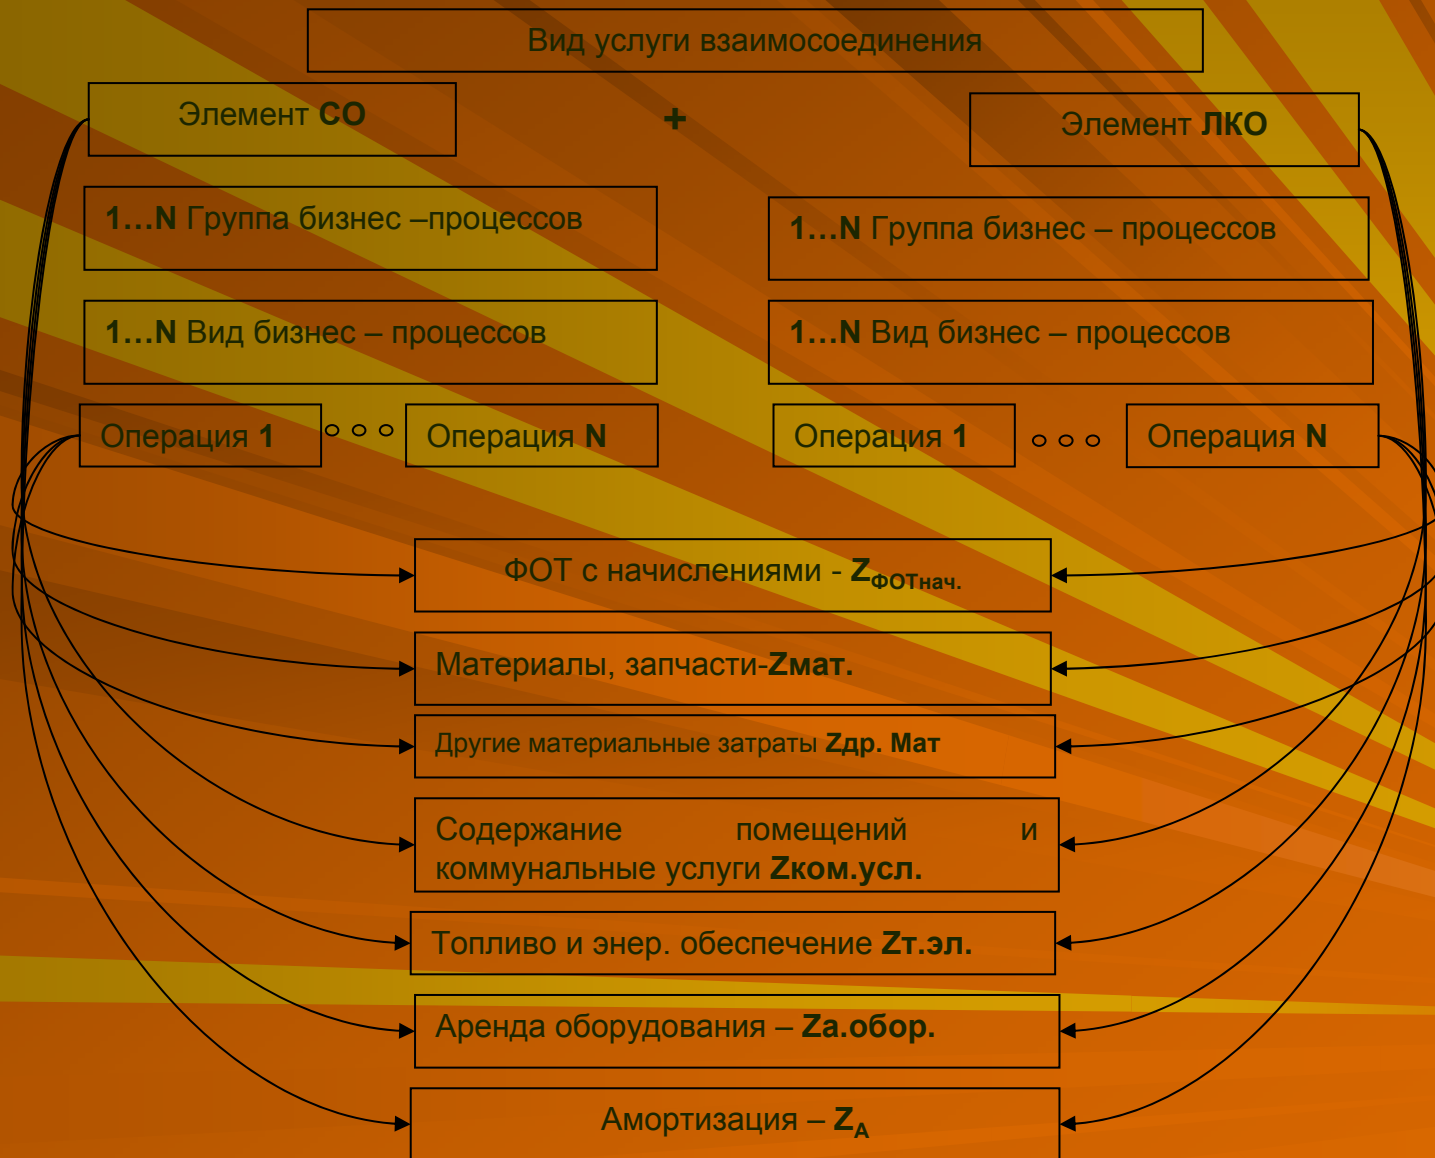 Вид услуги взаимосоединения
Элемент СО
+
Элемент ЛКО
1...N Группа бизнес –процессов
1...N Группа бизнес – процессов
1...N Вид бизнес – процессов
1...N Вид бизнес – процессов
Операция 1
Операция N
Операция 1
Операция N
ФОТ с начислениями - ZФОТнач.
Материалы, запчасти-Zмат.
Другие материальные затраты Zдр. Мат
Содержание помещений и
коммунальные услуги Zком.усл.
Топливо и энер. обеспечение Zт.эл.
Аренда оборудования – Zа.обор.
Амортизация – ZА